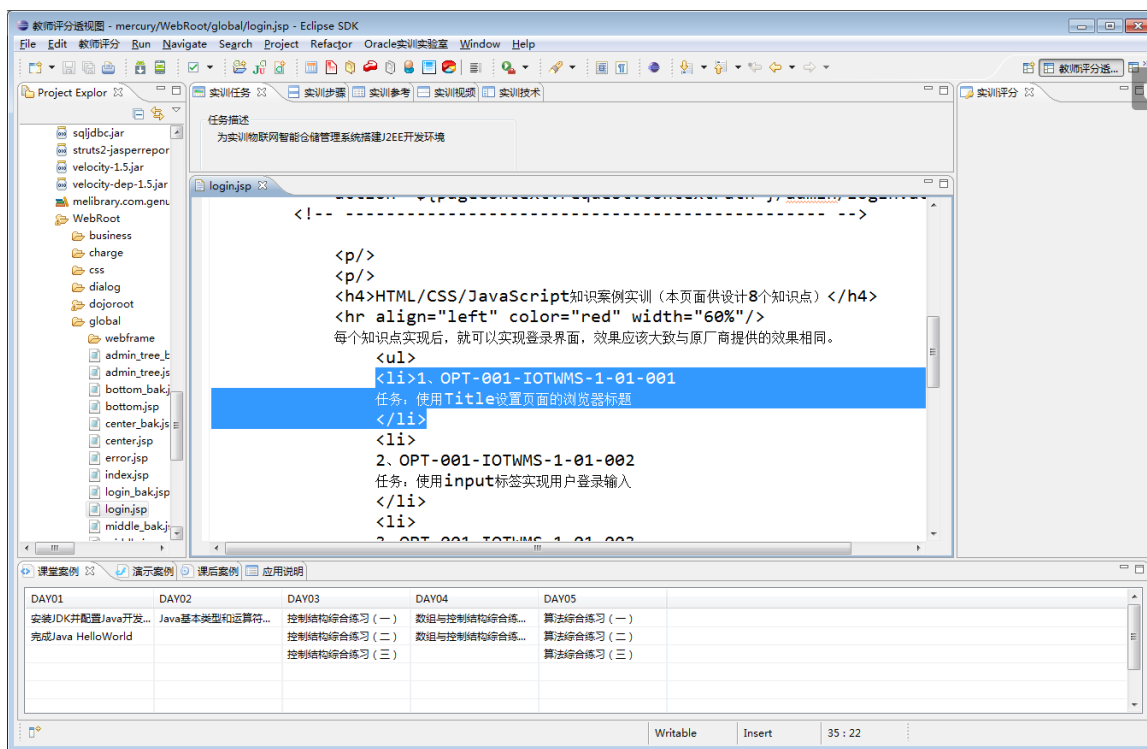 教师评分透视图 - mercury/WebRoot/global/login.jsp - Eclipse SDK
File Edit 教师评分 Run Navigate Search Project Refactor Oracle实训实验室 Window Help
教师评分透...
Project Explor
实训任务 实训步骤 实训参考 实训视频 实训技术
实训评分
任务描述
为实训物联网智能仓储管理系统搭建J2EE开发环境
sqljdbc.jar
struts2-jasperrepor
velocity-1.5.jar
velocity-dep-1.5.jar
melibrary.com.genu
WebRoot
business
charge
css
dialog
dojoroot
global
webframe
admin_tree_b
admin_tree.js
bottom_bak.j
bottom.jsp
center_bak.js
center.jsp
error.jsp
index.jsp
login_bak.jsp
login.jsp
middle_bak.j
login.jsp
<!-- ----------------------------------------------- -->
<p/>
<p/>
<h4>HTML/CSS/JavaScript知识案例实训（本页面供设计8个知识点）</h4>
<hr align="left" color="red" width="60%"/>
每个知识点实现后，就可以实现登录界面，效果应该大致与原厂商提供的效果相同。
<ul>
<li>1、OPT-001-IOTWMS-1-01-001
任务：使用Title设置页面的浏览器标题
</li>
<li>
2、OPT-001-IOTWMS-1-01-002
任务：使用input标签实现用户登录输入
</li>
<li>
3、OPT-001-IOTWMS-1-01-003
课堂案例 演示案例 课后案例 应用说明
DAY01 DAY02 DAY03 DAY04 DAY05
安装JDK并配置Java开发... Java基本类型和运算符... 控制结构综合练习（一） 数组与控制结构综合练... 算法综合练习（一）
完成Java HelloWorld 控制结构综合练习（二） 数组与控制结构综合练... 算法综合练习（二）
控制结构综合练习（三） 算法综合练习（三）
Writable Insert 35 : 22